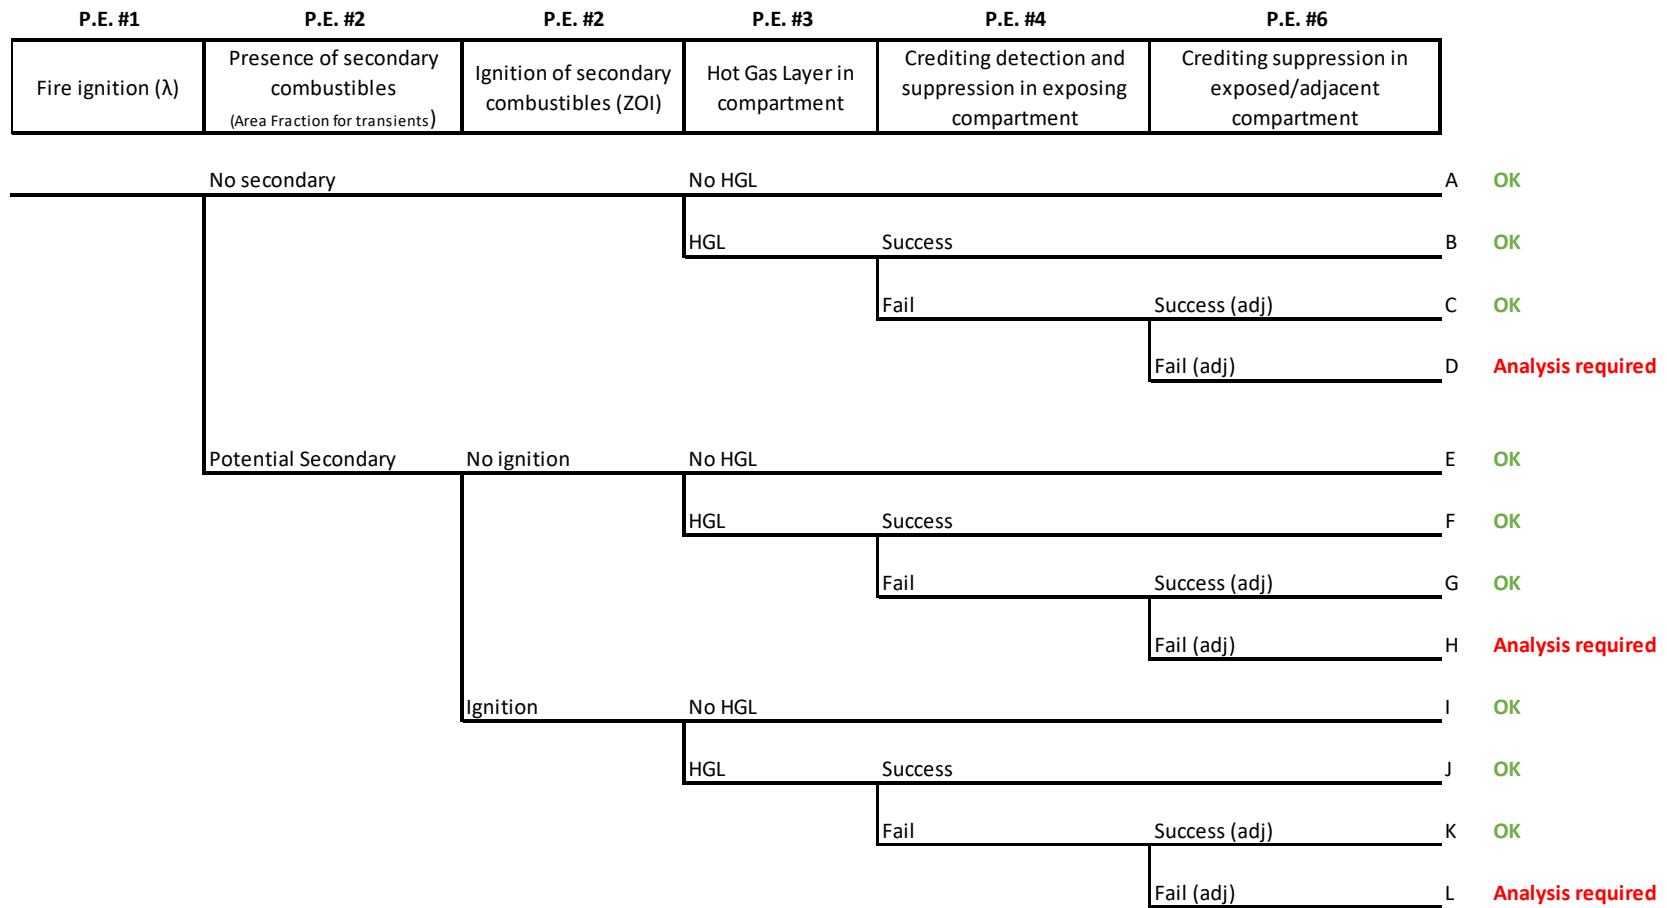 P.E. #1 P.E. #2 P.E. #2 P.E. #3 P.E. #4 P.E. #6
Fire ignition (λ)
Presence of secondary
combustibles
(Area Fraction for transients)
Ignition of secondary
combustibles (ZOI)
Hot Gas Layer in
compartment
Crediting detection and
suppression in exposing
compartment
Crediting suppression in
exposed/adjacent
compartment
No secondary No HGL A OK
HGL Success B OK
Fail Success (adj) C OK
Fail (adj) D Analysis required
Potential Secondary No ignition No HGL E OK
HGL Success F OK
Fail Success (adj) G OK
Fail (adj) H Analysis required
Ignition No HGL I OK
HGL Success J OK
Fail Success (adj) K OK
Fail (adj) L Analysis required